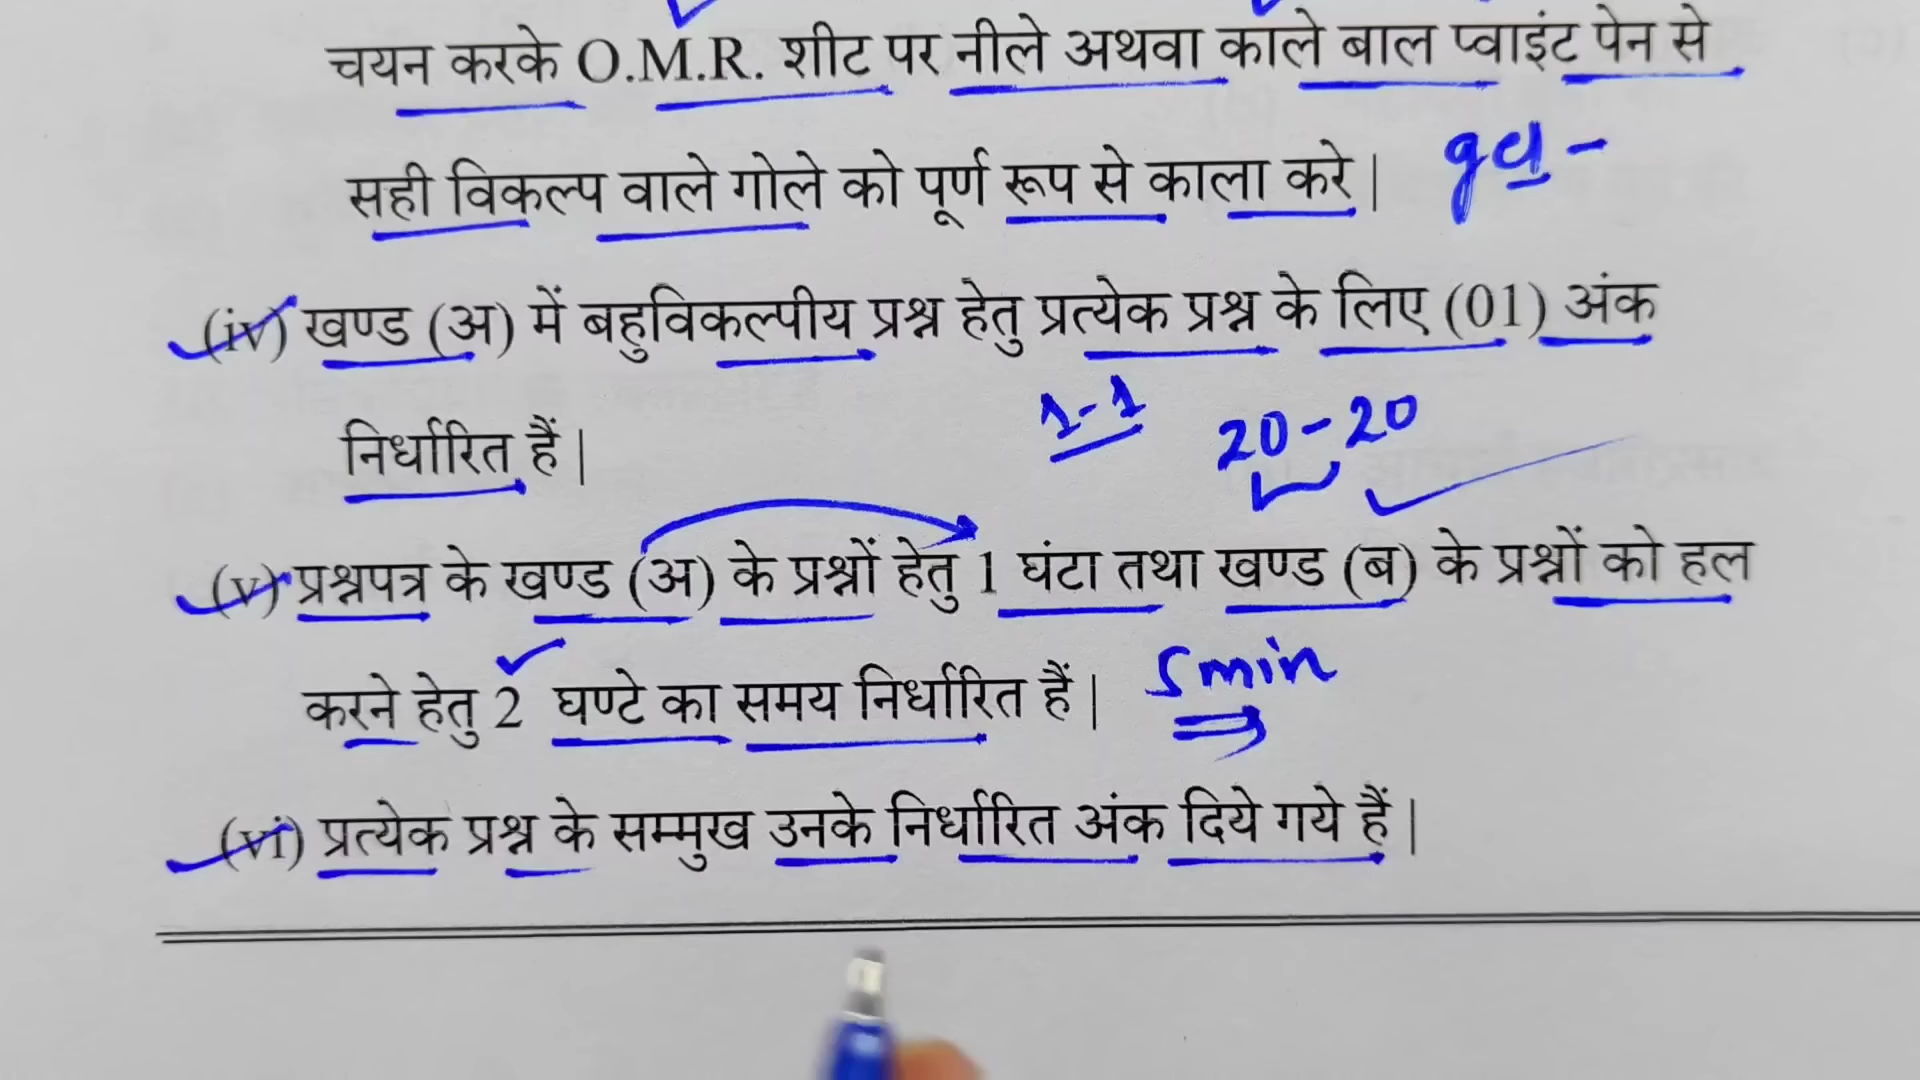 चयन करके O.M.R. शीट पर नीले अथवा काले बाल प्वाइंट पेन से
सही विकल्प वाले गोले को पूर्ण रूप से काला करे |
(iv) खण्ड (अ) में बहुविकल्पीय प्रश्न हेतु प्रत्येक प्रश्न के लिए (01) अंक
1-1 20-20
निर्धारित हैं |
(v) प्रश्नपत्र के खण्ड (अ) के प्रश्नों हेतु 1 घंटा तथा खण्ड (ब) के प्रश्नों को हल
करने हेतु 2 घण्टे का समय निर्धारित हैं | 5 min
(vi) प्रत्येक प्रश्न के सम्मुख उनके निर्धारित अंक दिये गये हैं |